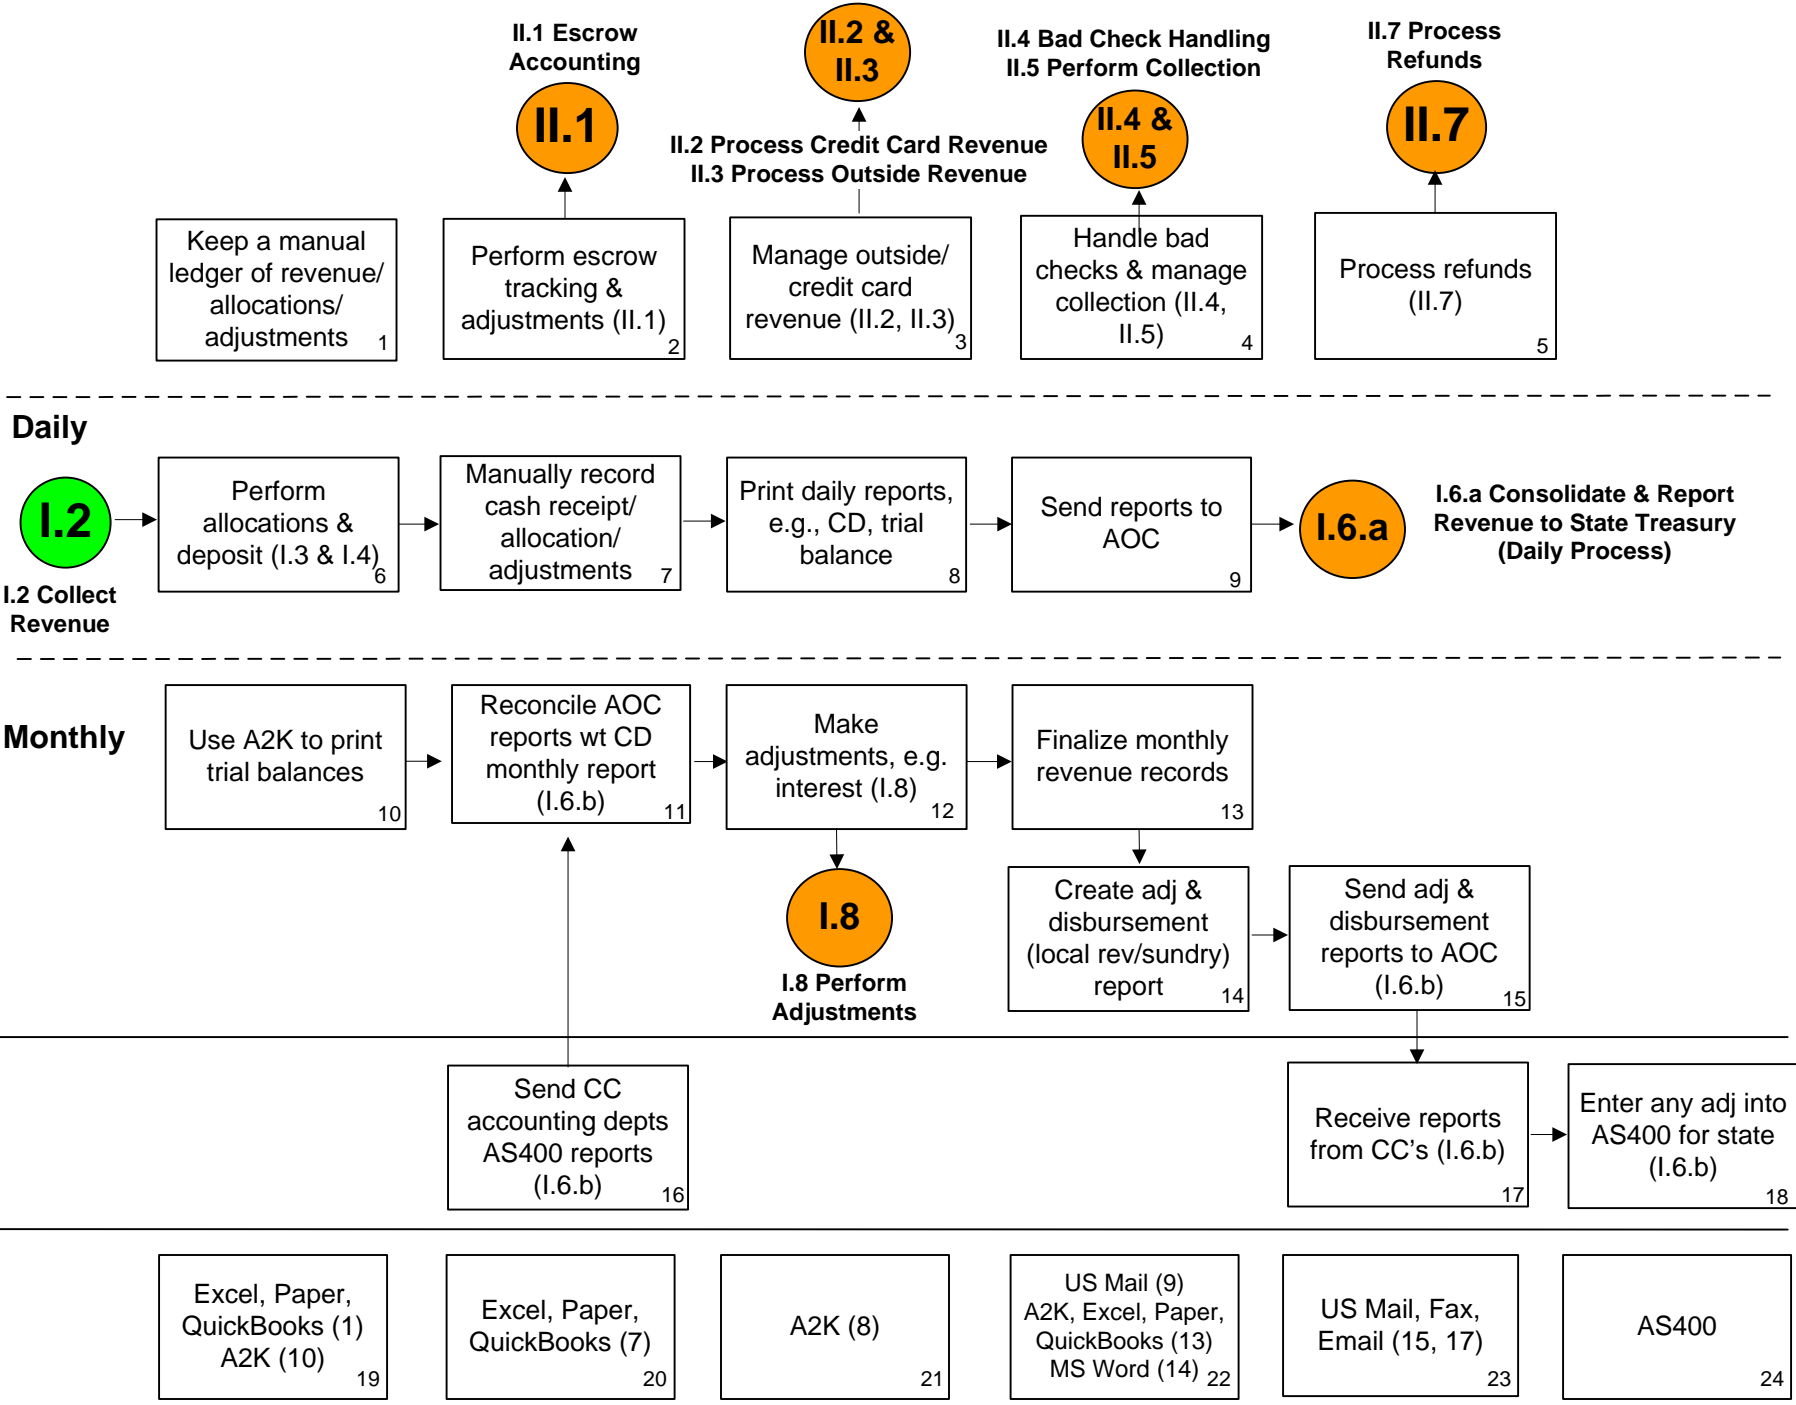 II.1 Escrow
Accounting
II.1
II.2 &
II.3
II.2 Process Credit Card Revenue
II.3 Process Outside Revenue
II.4 Bad Check Handling
II.5 Perform Collection
II.4 &
II.5
II.7 Process
Refunds
II.7
Keep a manual
ledger of revenue/
allocations/
adjustments
1
Perform escrow
tracking &
adjustments (II.1)
2
Manage outside/
credit card
revenue (II.2, II.3)
3
Handle bad
checks & manage
collection (II.4,
II.5)
4
Process refunds
(II.7)
5
Daily
I.2
I.2 Collect
Revenue
Perform
allocations &
deposit (I.3 & I.4)
6
Manually record
cash receipt/
allocation/
adjustments
7
Print daily reports,
e.g., CD, trial
balance
8
Send reports to
AOC
9
I.6.a
I.6.a Consolidate & Report
Revenue to State Treasury
(Daily Process)
Monthly
Use A2K to print
trial balances
10
Reconcile AOC
reports wt CD
monthly report
(I.6.b)
11
Make
adjustments, e.g.
interest (I.8)
12
Finalize monthly
revenue records
13
I.8
I.8 Perform
Adjustments
Create adj &
disbursement
(local rev/sundry)
report
14
Send adj &
disbursement
reports to AOC
(I.6.b)
15
Send CC
accounting depts
AS400 reports
(I.6.b)
16
Receive reports
from CC's (I.6.b)
17
Enter any adj into
AS400 for state
(I.6.b)
18
Excel, Paper,
QuickBooks (1)
A2K (10)
19
Excel, Paper,
QuickBooks (7)
20
A2K (8)
21
US Mail (9)
A2K, Excel, Paper,
QuickBooks (13)
MS Word (14)
22
US Mail, Fax,
Email (15, 17)
23
AS400
24